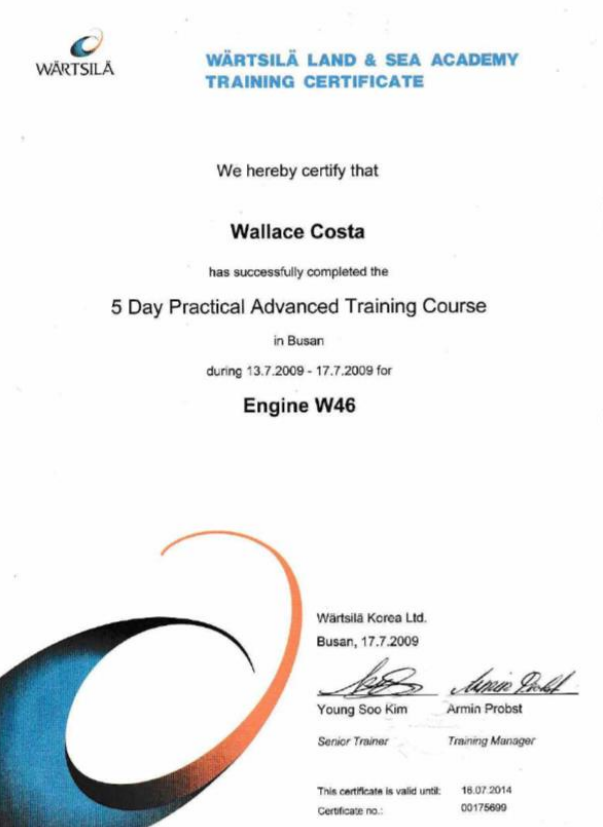 WÄRTSILÄ
WÄRTSILÄ LAND & SEA ACADEMY
TRAINING CERTIFICATE
We hereby certify that
Wallace Costa
has successfully completed the
5 Day Practical Advanced Training Course
in Busan
during 13.7.2009 - 17.7.2009 for
Engine W46
Wärtsilä Korea Ltd.
Busan, 17.7.2009
Armin Probst
Young Soo Kim Armin Probst
Senior Trainer Training Manager
This certificate is valid until: 16.07.2014
Certificate no.: 00175699